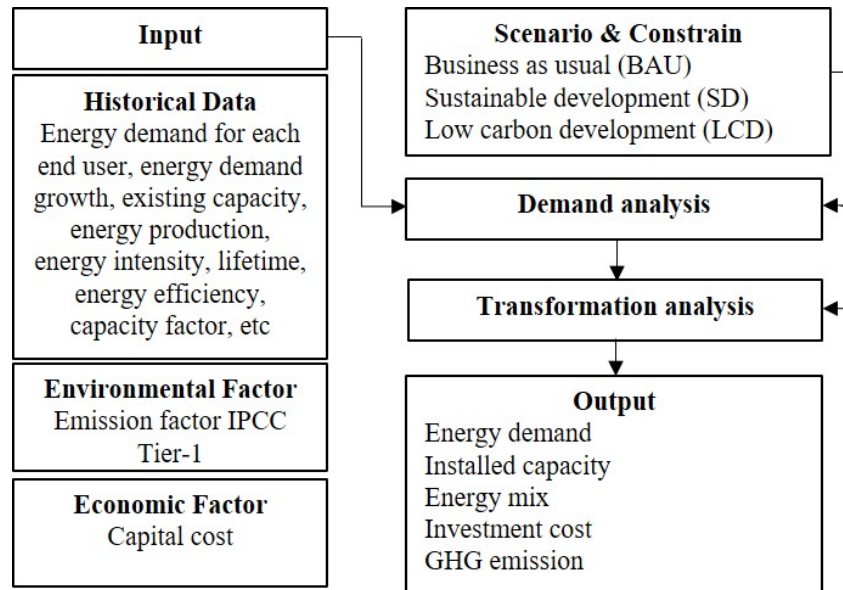 Input
Historical Data
Energy demand for each
end user, energy demand
growth, existing capacity,
energy production,
energy intensity, lifetime,
energy efficiency,
capacity factor, etc
Environmental Factor
Emission factor IPCC
Tier-1
Economic Factor
Capital cost
Scenario & Constrain
Business as usual (BAU)
Sustainable development (SD)
Low carbon development (LCD)
Demand analysis
Transformation analysis
Output
Energy demand
Installed capacity
Energy mix
Investment cost
GHG emission